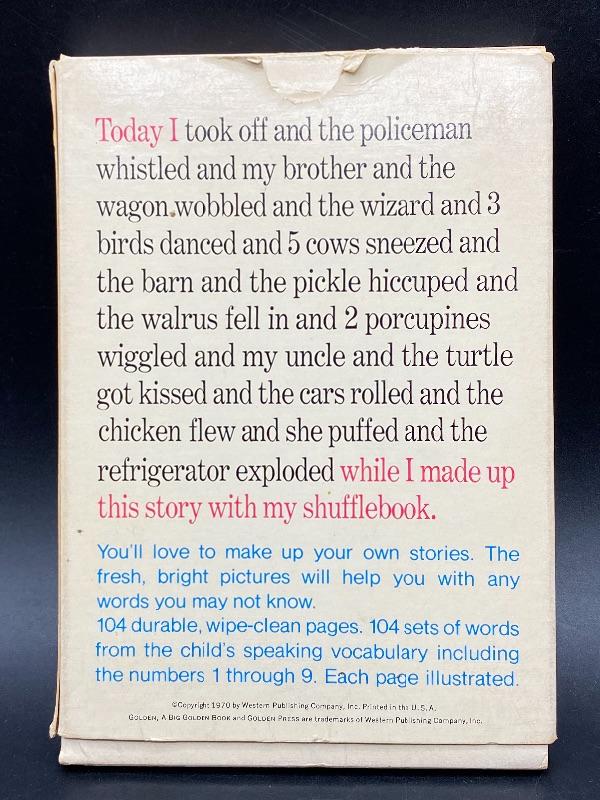 Today I took off and the policeman
whistled and my brother and the
wagon wobbled and the wizard and 3
birds danced and 5 cows sneezed and
the barn and the pickle hiccuped and
the walrus fell in and 2 porcupines
wiggled and my uncle and the turtle
got kissed and the cars rolled and the
chicken flew and she puffed and the
refrigerator exploded while I made up
this story with my shufflebook.
You'll love to make up your own stories. The
fresh, bright pictures will help you with any
words you may not know.
104 durable, wipe-clean pages. 104 sets of words
from the child's speaking vocabulary including
the numbers 1 through 9. Each page illustrated.
©Copyright 1970 by Western Publishing Company, Inc. Printed in the U.S.A.
GOLDEN, A BIG GOLDEN BOOK and GOLDEN PRESS are trademarks of Western Publishing Company, Inc.